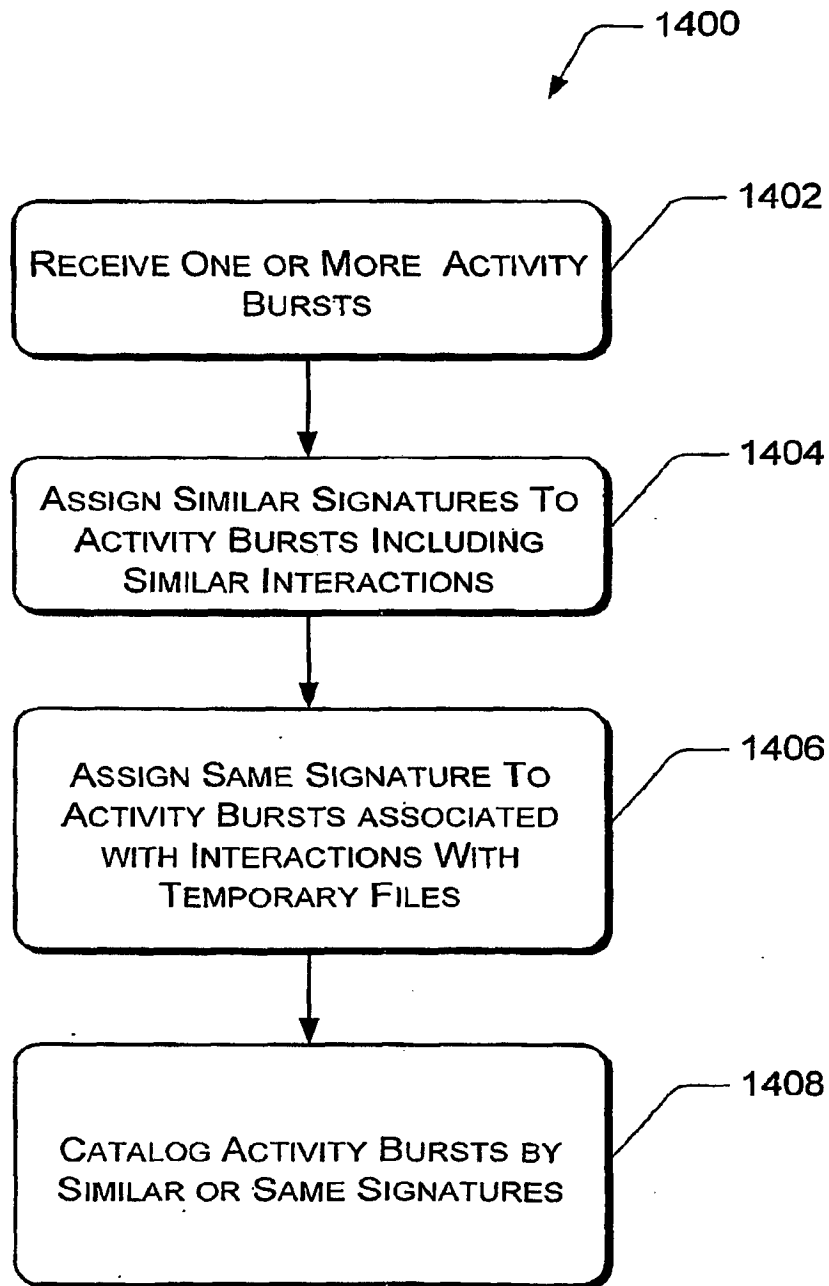 1400
1402
RECEIVE ONE OR MORE ACTIVITY
BURSTS
1404
ASSIGN SIMILAR SIGNATURES TO
ACTIVITY BURSTS INCLUDING
SIMILAR INTERACTIONS
1406
ASSIGN SAME SIGNATURE TO
ACTIVITY BURSTS ASSOCIATED
WITH INTERACTIONS WITH
TEMPORARY FILES
1408
CATALOG ACTIVITY BURSTS BY
SIMILAR OR SAME SIGNATURES